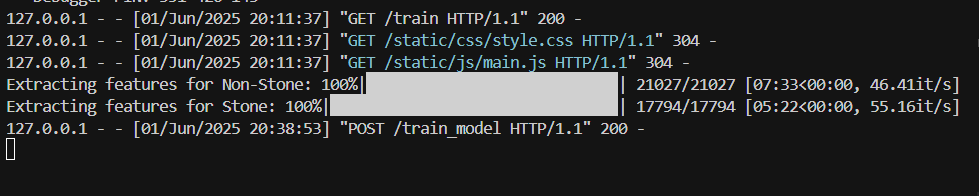 127.0.0.1 - - [01/Jun/2025 20:11:37] "GET /train HTTP/1.1" 200 -
127.0.0.1 - - [01/Jun/2025 20:11:37] "GET /static/css/style.css HTTP/1.1" 304 -
127.0.0.1 - - [01/Jun/2025 20:11:37] "GET /static/js/main.js HTTP/1.1" 304 -
Extracting features for Non-Stone: 100%| | 21027/21027 [07:33<00:00, 46.41it/s]
Extracting features for Stone: 100%| | 17794/17794 [05:22<00:00, 55.16it/s]
127.0.0.1 - - [01/Jun/2025 20:38:53] "POST /train_model HTTP/1.1" 200 -